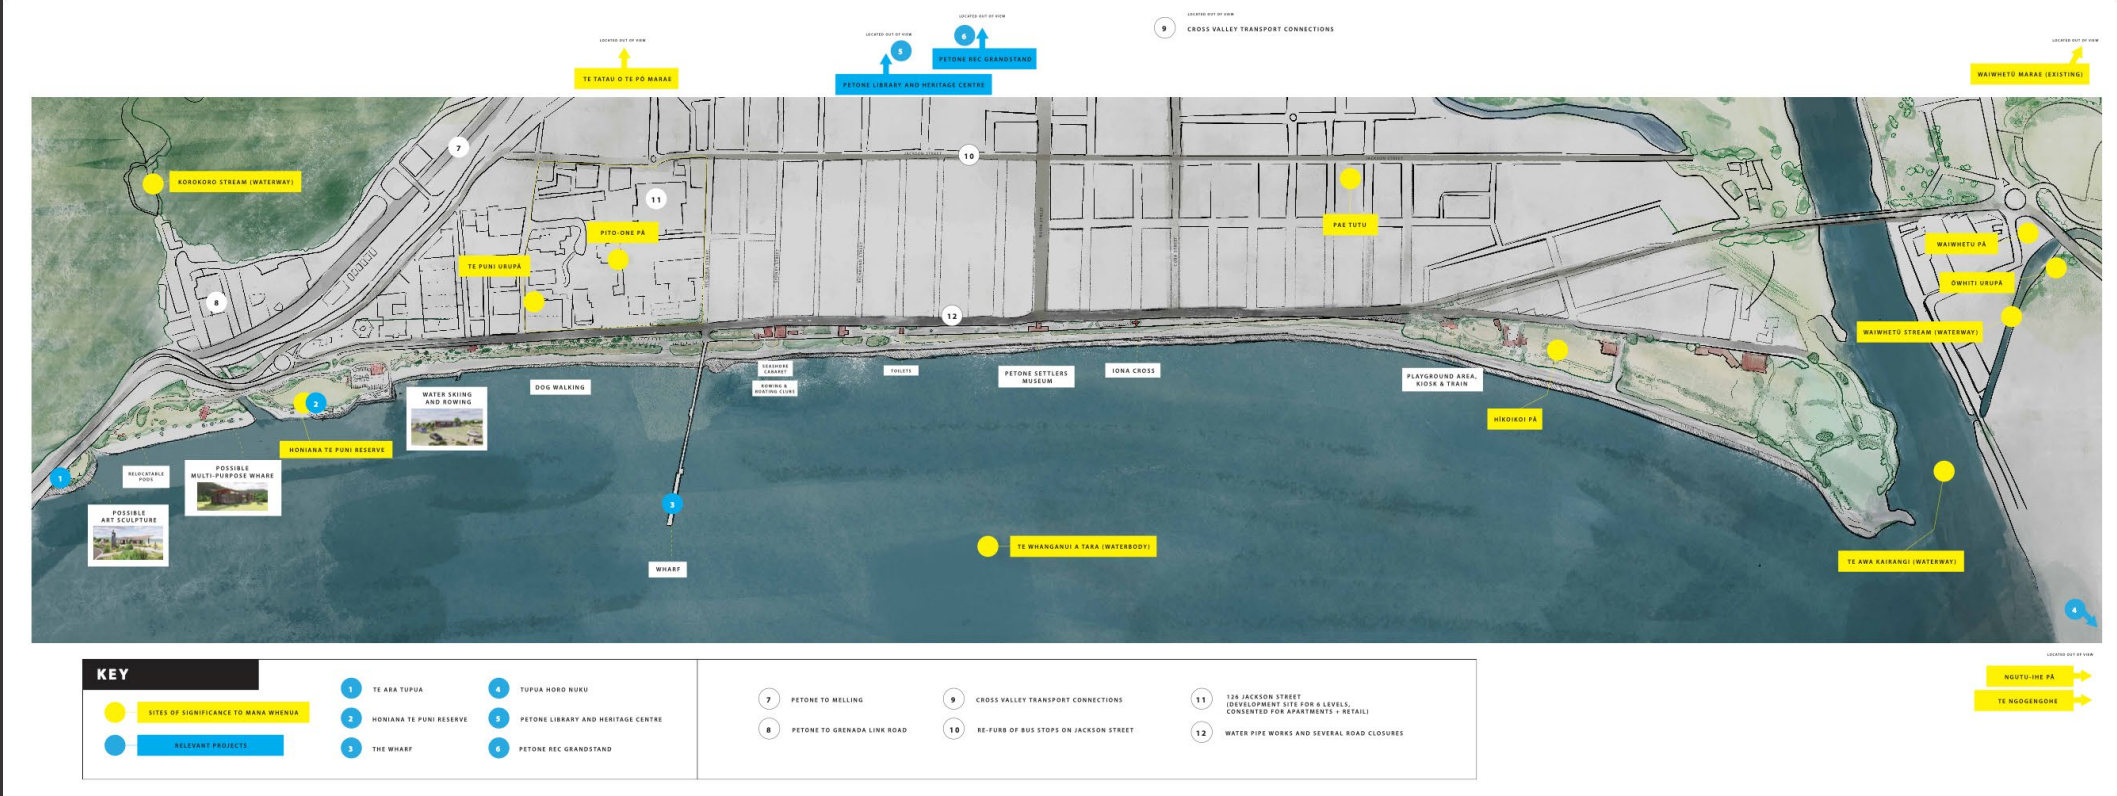 LOCATED OUT OF VIEW
TE TATAU O TE PŌ MARAE
LOCATED OUT OF VIEW
5
PETONE LIBRARY AND HERITAGE CENTRE
LOCATED OUT OF VIEW
6
PETONE REC GRANDSTAND
LOCATED OUT OF VIEW
9
CROSS VALLEY TRANSPORT CONNECTIONS
LOCATED OUT OF VIEW
WAIWHETŪ MARAE (EXISTING)
7
KOROKORO STREAM (WATERWAY)
JACKSON STREET
10
11
PITO-ONE PĀ
TE PUNI URUPĀ
PAE TUTU
WAIWHETU PĀ
ŌWHITI URUPĀ
WAIWHETŪ STREAM (WATERWAY)
8
12
DOG WALKING
WATER SKIING
AND ROWING
SEASHORE
CABARET
ROWING &
BOATING CLUBS
TOILETS
PETONE SETTLERS
MUSEUM
IONA CROSS
PLAYGROUND AREA,
KIOSK & TRAIN
HĪKOIKOI PĀ
2
HONIANA TE PUNI RESERVE
1
RELOCATABLE
PODS
POSSIBLE
MULTI-PURPOSE WHARE
POSSIBLE
ART SCULPTURE
3
WHARF
TE WHANGANUI A TARA (WATERBODY)
TE AWA KAIRANGI (WATERWAY)
4
LOCATED OUT OF VIEW
NGUTU-IHE PĀ
TE NGOGENGOHE
KEY
SITES OF SIGNIFICANCE TO MANA WHENUA
RELEVANT PROJECTS
1 TE ARA TUPUA
2 HONIANA TE PUNI RESERVE
3 THE WHARF
4 TUPUA HORO NUKU
5 PETONE LIBRARY AND HERITAGE CENTRE
6 PETONE REC GRANDSTAND
7 PETONE TO MELLING
8 PETONE TO GRENADA LINK ROAD
9 CROSS VALLEY TRANSPORT CONNECTIONS
10 RE-FURB OF BUS STOPS ON JACKSON STREET
11 126 JACKSON STREET
(DEVELOPMENT SITE FOR 6 LEVELS,
CONSENTED FOR APARTMENTS + RETAIL)
12 WATER PIPE WORKS AND SEVERAL ROAD CLOSURES